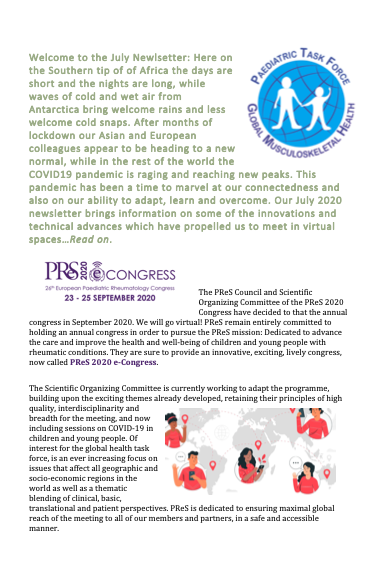 Welcome to the July Newlsetter: Here on
the Southern tip of of Africa the days are
short and the nights are long, while
waves of cold and wet air from
Antarctica bring welcome rains and less
welcome cold snaps. After months of
lockdown our Asian and European
colleagues appear to be heading to a new
normal, while in the rest of the world the
COVID19 pandemic is raging and reaching new peaks. This
pandemic has been a time to marvel at our connectedness and
also on our ability to adapt, learn and overcome. Our July 2020
newsletter brings information on some of the innovations and
technical advances which have propelled us to meet in virtual
spaces…Read on.
PAEDIATRIC TASK FORCE
GLOBAL MUSCULOSKELETAL HEALTH
PRES 2020 eCONGRESS
26th European Paediatric Rheumatology Congress
23 - 25 SEPTEMBER 2020
The PReS Council and Scientific
Organizing Committee of the PReS 2020
Congress have decided to that the annual
congress in September 2020. We will go virtual! PReS remain entirely committed to
holding an annual congress in order to pursue the PReS mission: Dedicated to advance
the care and improve the health and well-being of children and young people with
rheumatic conditions. They are sure to provide an innovative, exciting, lively congress,
now called PReS 2020 e-Congress.
The Scientific Organizing Committee is currently working to adapt the programme,
building upon the exciting themes already developed, retaining their principles of high
quality, interdisciplinarity and
breadth for the meeting, and now
including sessions on COVID-19 in
children and young people. Of
interest for the global health task
force, is an ever increasing focus on
issues that affect all geographic and
socio-economic regions in the
world as well as a thematic
blending of clinical, basic,
translational and patient perspectives. PReS is dedicated to ensuring maximal global
reach of the meeting to all of our members and partners, in a safe and accessible
manner.